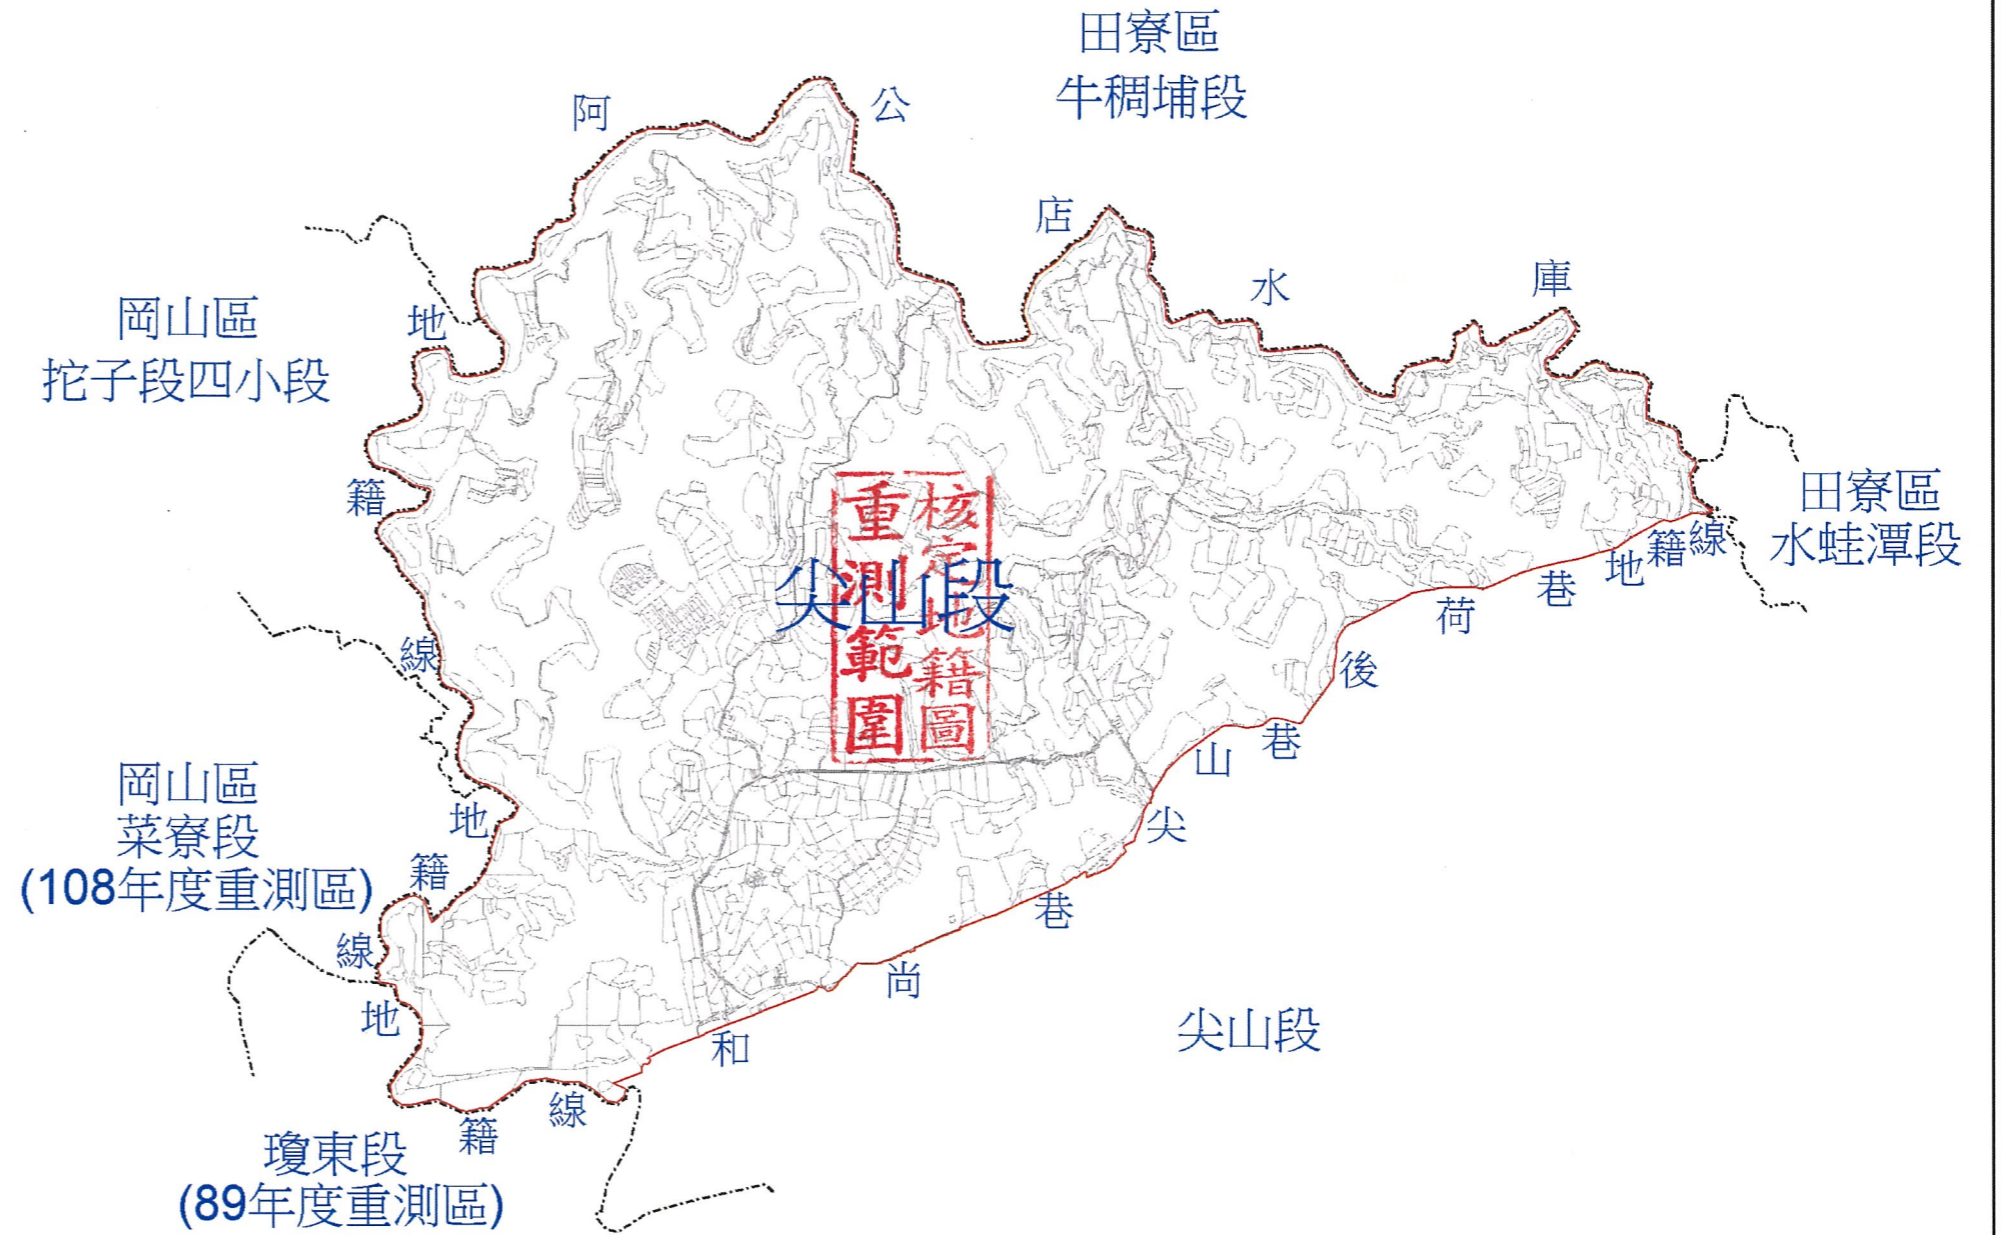 田寮區
牛稠埔段
阿公店水庫
岡山區
挖子段四小段
地籍線
田寮區
水蛙潭段
核定地籍圖
重測範圍
尖山段
地籍線
岡山區
菜寮段
(108年度重測區)
地籍線
瓊東段
(89年度重測區)
和尚巷
尖山巷
後荷巷
地籍線
尖山段